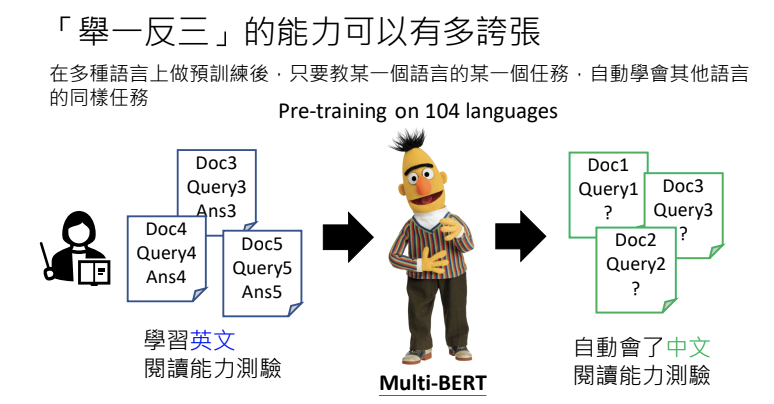 「舉一反三」的能力可以有多誇張
在多種語言上做預訓練後，只要教某一個語言的某一個任務，自動學會其他語言
的同樣任務
Pre-training on 104 languages
Doc3
Query3
Ans3
Doc4
Query4
Ans4
Doc5
Query5
Ans5
Doc1
Query1
?
Doc3
Query3
?
Doc2
Query2
?
學習英文
閱讀能力測驗
Multi-BERT
自動會了中文
閱讀能力測驗